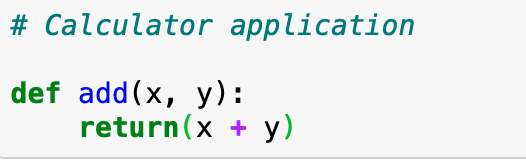 # Calculator application

def add(x, y):
    return(x + y)